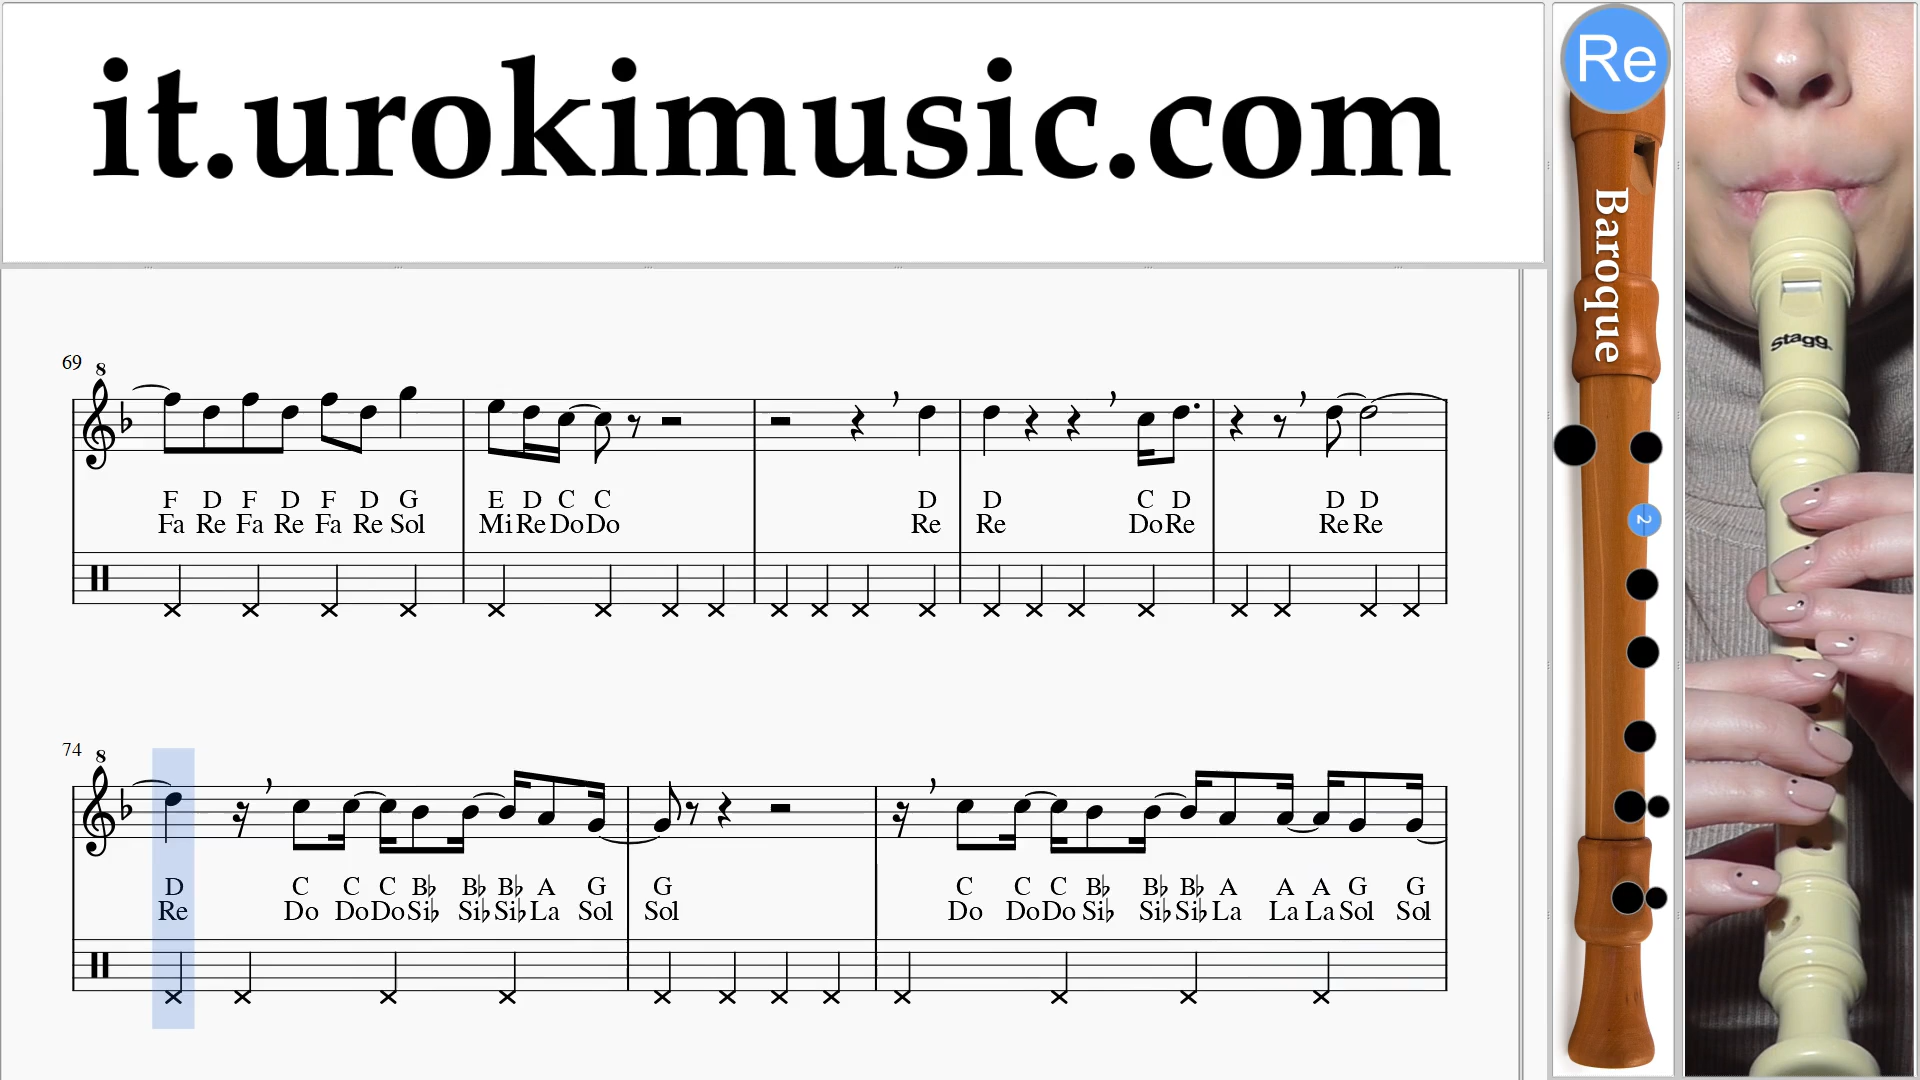 it.urokimusic.com
Re
Baroque
2
Stagg
69
8
F D F D F D G E D C C D D C D D D
Fa Re Fa Re Fa Re Sol Mi Re Do Do Re Re Do Re Re Re
74
8
D C C C B♭ B♭ B♭ A G G C C C B♭ B♭ B♭ A A A G G
Re Do Do Do Si♭ Si♭ Si♭ La Sol Sol Do Do Do Si♭ Si♭ Si♭ La La La Sol Sol